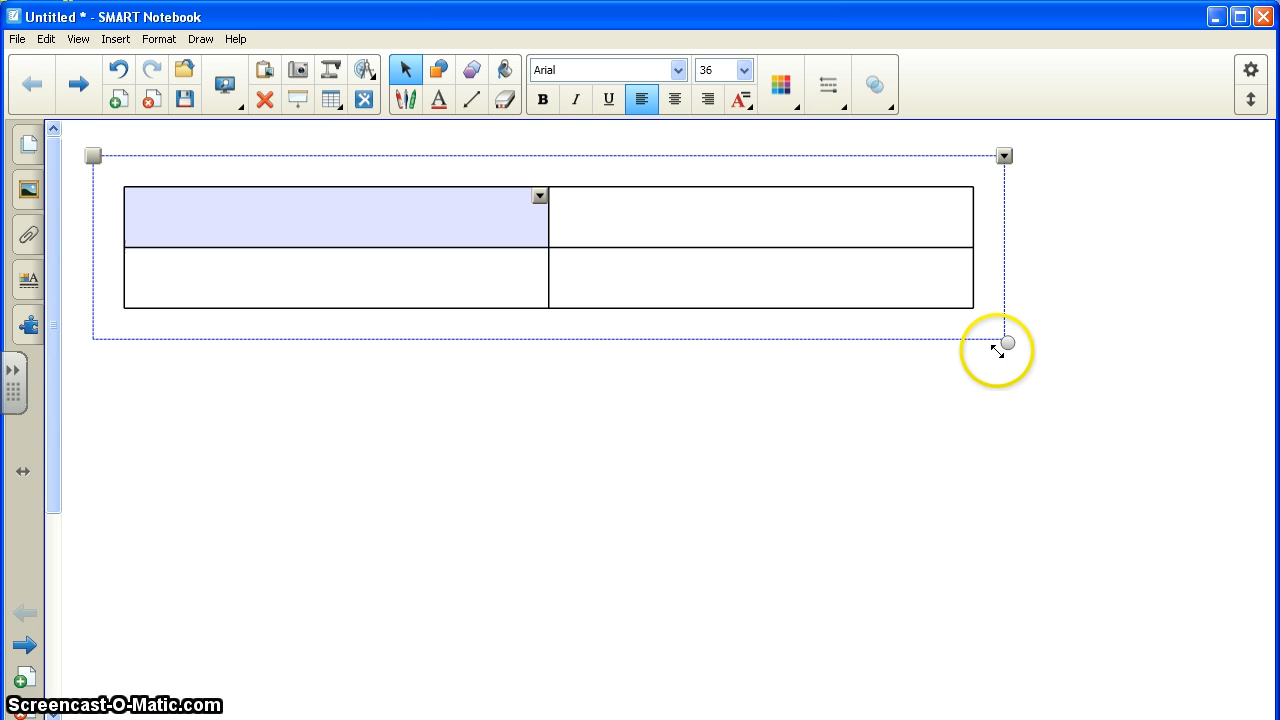 Untitled * - SMART Notebook
File Edit View Insert Format Draw Help
Arial 36
B I U A
A
A
Screencast-O-Matic.com